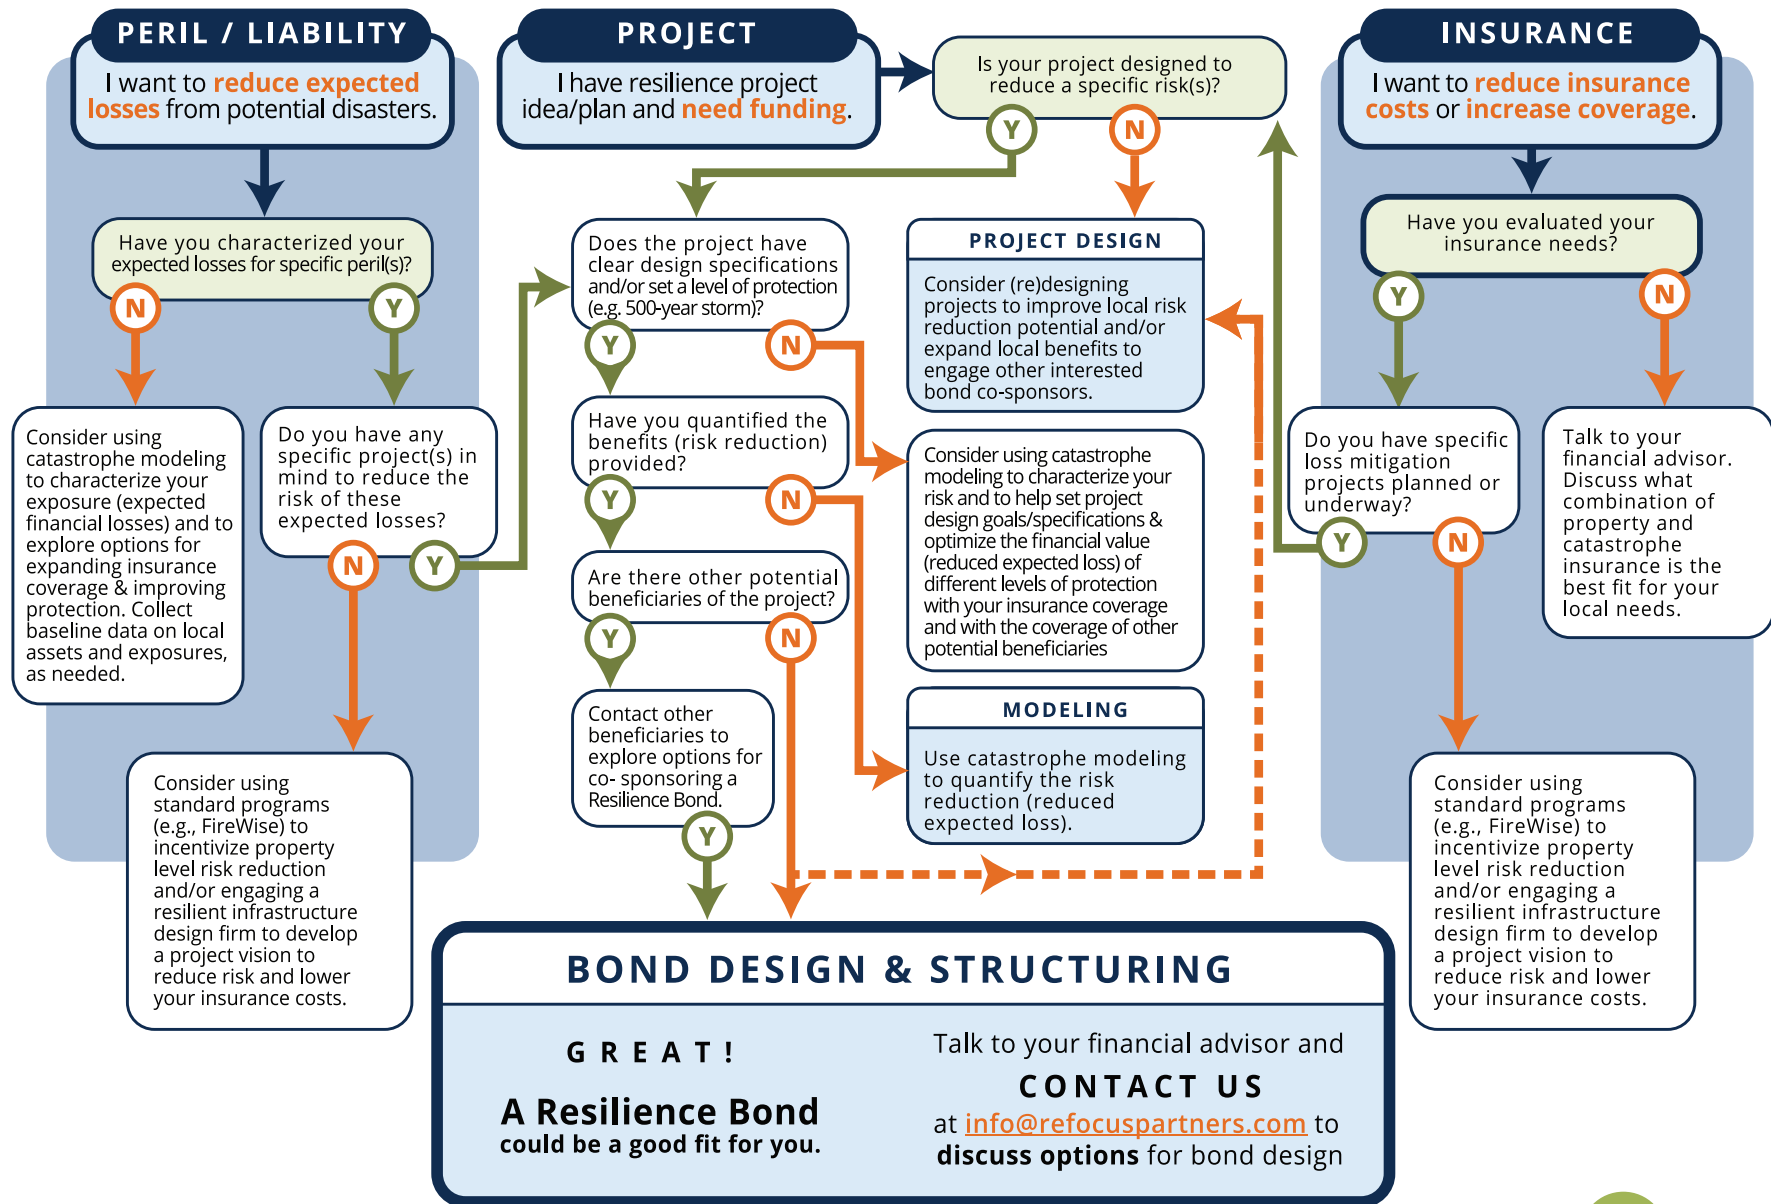 PERIL / LIABILITY
I want to reduce expected
losses from potential disasters.
Have you characterized your
expected losses for specific peril(s)?
N
Y
Consider using
catastrophe modeling
to characterize your
exposure (expected
financial losses) and to
explore options for
expanding insurance
coverage & improving
protection. Collect
baseline data on local
assets and exposures,
as needed.
Do you have any
specific project(s) in
mind to reduce the
risk of these
expected losses?
N
Y
Consider using
standard programs
(e.g., FireWise) to
incentivize property
level risk reduction
and/or engaging a
resilient infrastructure
design firm to develop
a project vision to
reduce risk and lower
your insurance costs.
PROJECT
I have resilience project
idea/plan and need funding.
Is your project designed to
reduce a specific risk(s)?
Y
N
Does the project have
clear design specifications
and/or set a level of protection
(e.g. 500-year storm)?
Y
N
Have you quantified the
benefits (risk reduction)
provided?
Y
N
Are there other potential
beneficiaries of the project?
Y
N
Contact other
beneficiaries to
explore options for
co- sponsoring a
Resilience Bond.
Y
PROJECT DESIGN
Consider (re)designing
projects to improve local risk
reduction potential and/or
expand local benefits to
engage other interested
bond co-sponsors.
Consider using catastrophe
modeling to characterize your
risk and to help set project
design goals/specifications &
optimize the financial value
(reduced expected loss) of
different levels of protection
with your insurance coverage
and with the coverage of other
potential beneficiaries
MODELING
Use catastrophe modeling
to quantify the risk
reduction (reduced
expected loss).
INSURANCE
I want to reduce insurance
costs or increase coverage.
Have you evaluated your
insurance needs?
Y
N
Do you have specific
loss mitigation
projects planned or
underway?
Y
N
Talk to your
financial advisor.
Discuss what
combination of
property and
catastrophe
insurance is the
best fit for your
local needs.
Consider using
standard programs
(e.g., FireWise) to
incentivize property
level risk reduction
and/or engaging a
resilient infrastructure
design firm to develop
a project vision to
reduce risk and lower
your insurance costs.
BOND DESIGN & STRUCTURING
GREAT!
A Resilience Bond
could be a good fit for you.
Talk to your financial advisor and
CONTACT US
at info@refocuspartners.com to
discuss options for bond design